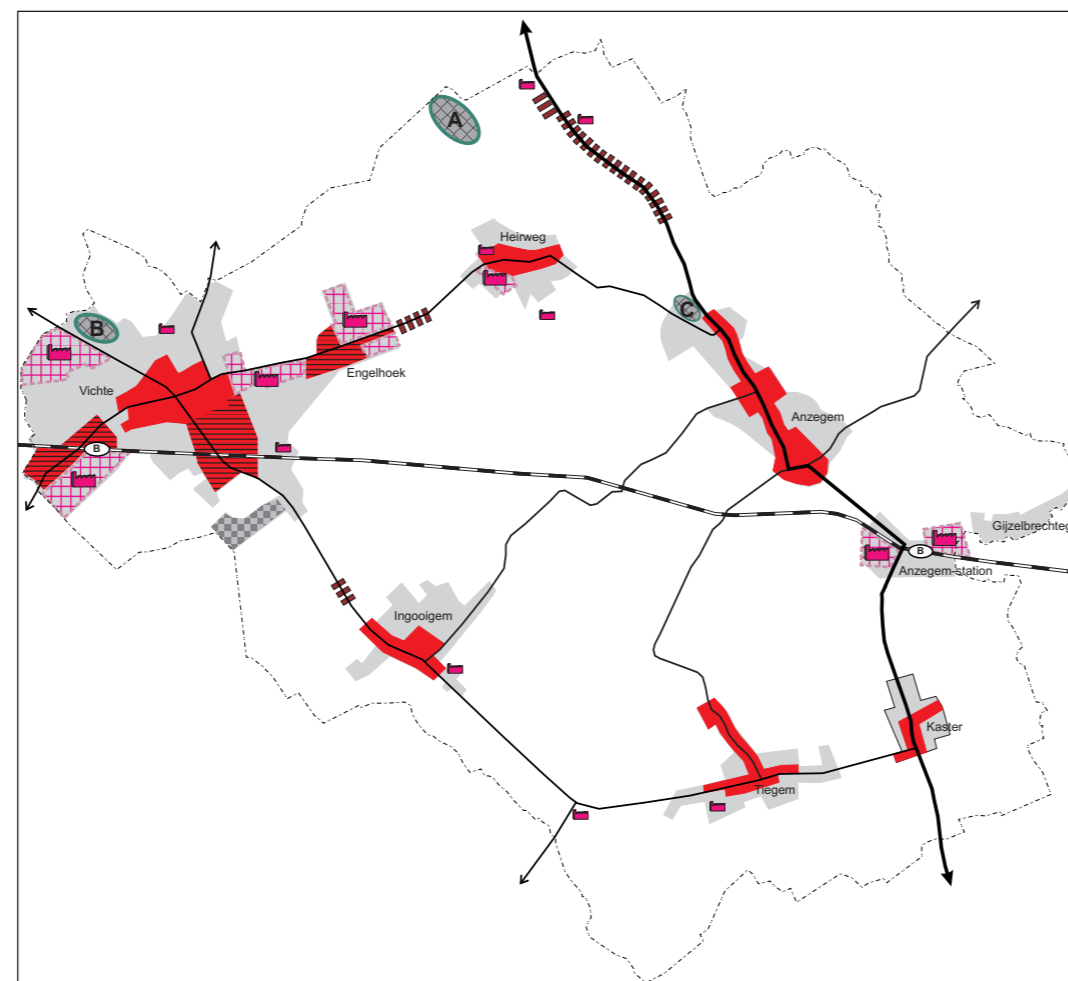 A
Heirweg
C
B
Engelhoek
Vichte
Anzegem
B
Gijzelbrechteg
B
Anzegem-station
Ingooigem
Kaster
Tiegem